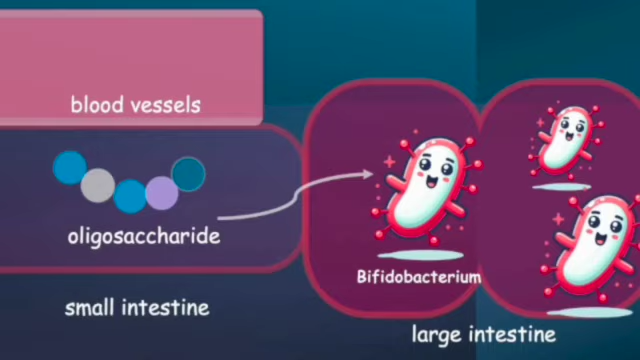 blood vessels
oligosaccharide
Bifidobacterium
small intestine
large intestine